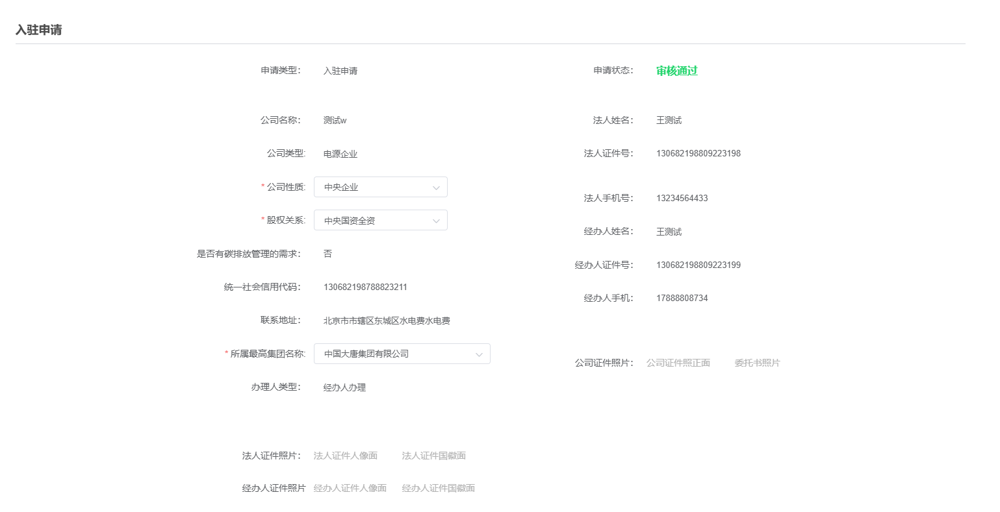 入驻申请
申请类型： 入驻申请
申请状态： 审核通过
公司名称： 测试w
法人姓名： 王测试
公司类型: 电源企业
法人证件号： 130682198809223198
* 公司性质: 中央企业
法人手机号： 13234564433
* 股权关系: 中央国资全资
经办人姓名： 王测试
是否有碳排放管理的需求： 否
经办人证件号： 130682198809223199
统一社会信用代码： 130682198788823211
经办人手机： 17888808734
联系地址： 北京市市辖区东城区水电费水电费
* 所属最高集团名称: 中国大唐集团有限公司
公司证件照片： 公司证件照正面 委托书照片
办理人类型： 经办人办理
法人证件照片： 法人证件人像面 法人证件国徽面
经办人证件照片 经办人证件人像面 经办人证件国徽面